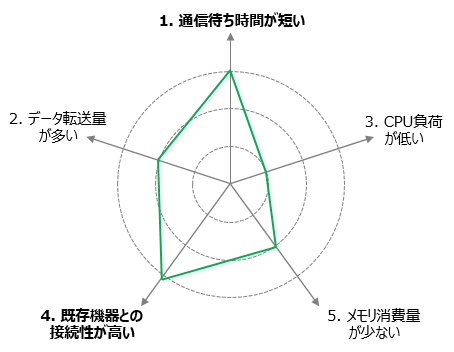 1. 通信待ち時間が短い
2. データ転送量
が多い
3. CPU負荷
が低い
4. 既存機器との
接続性が高い
5. メモリ消費量
が少ない